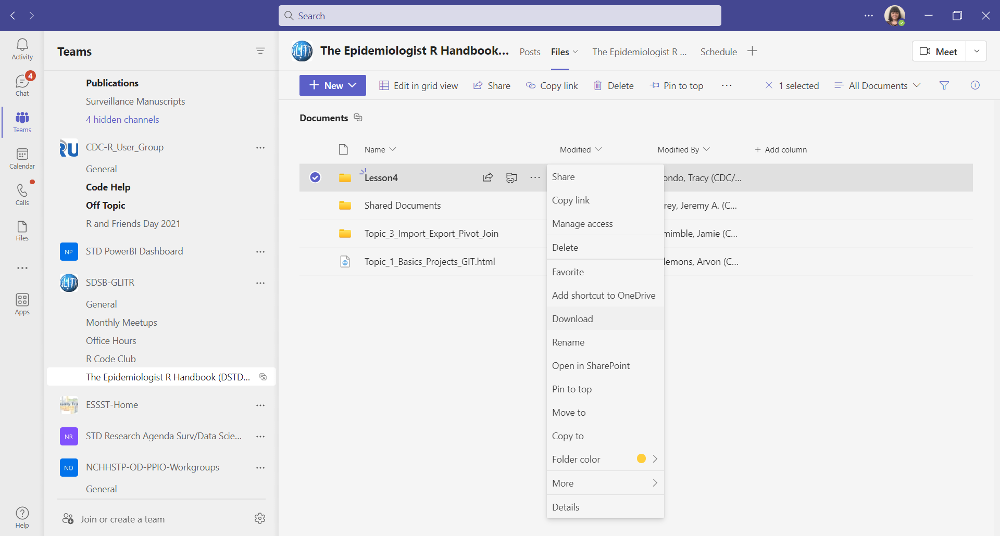 Search
Activity
4
Chat
Teams
Calendar
Calls
Files
Apps
Help
Teams
Publications
Surveillance Manuscripts
4 hidden channels
RU
CDC-R_User_Group
General
Code Help
Off Topic
R and Friends Day 2021
NP
STD PowerBI Dashboard
GLITR
SDSB-GLITR
General
Monthly Meetups
Office Hours
R Code Club
The Epidemiologist R Handbook (DSTD...
ESSST-Home
NR
STD Research Agenda Surv/Data Scie...
NO
NCHHSTP-OD-PPIO-Workgroups
General
Join or create a team
GLITR
The Epidemiologist R Handbook...
Posts
Files
The Epidemiologist R ...
Schedule
Meet
New
Edit in grid view
Share
Copy link
Delete
Pin to top
1 selected
All Documents
Documents
Name
Modified
Modified By
Add column
Lesson4
ondo, Tracy (CDC/...
Shared Documents
rey, Jeremy A. (C...
Topic_3_Import_Export_Pivot_Join
mimble, Jamie (C...
Topic_1_Basics_Projects_GIT.html
lemons, Arvon (C...
Share
Copy link
Manage access
Delete
Favorite
Add shortcut to OneDrive
Download
Rename
Open in SharePoint
Pin to top
Move to
Copy to
Folder color
More
Details